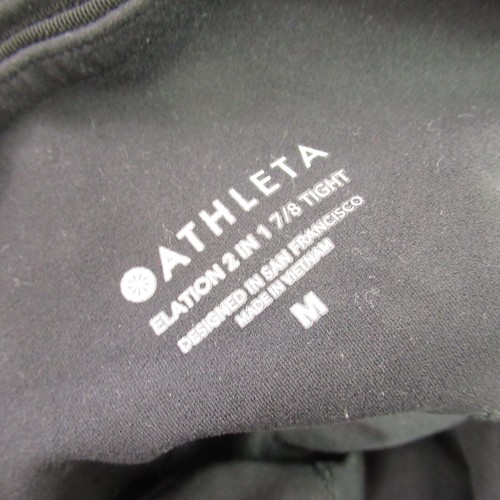 ATHLETA
ELATION 2 IN 1 7/8 TIGHT
DESIGNED IN SAN FRANCISCO
MADE IN VIETNAM
M